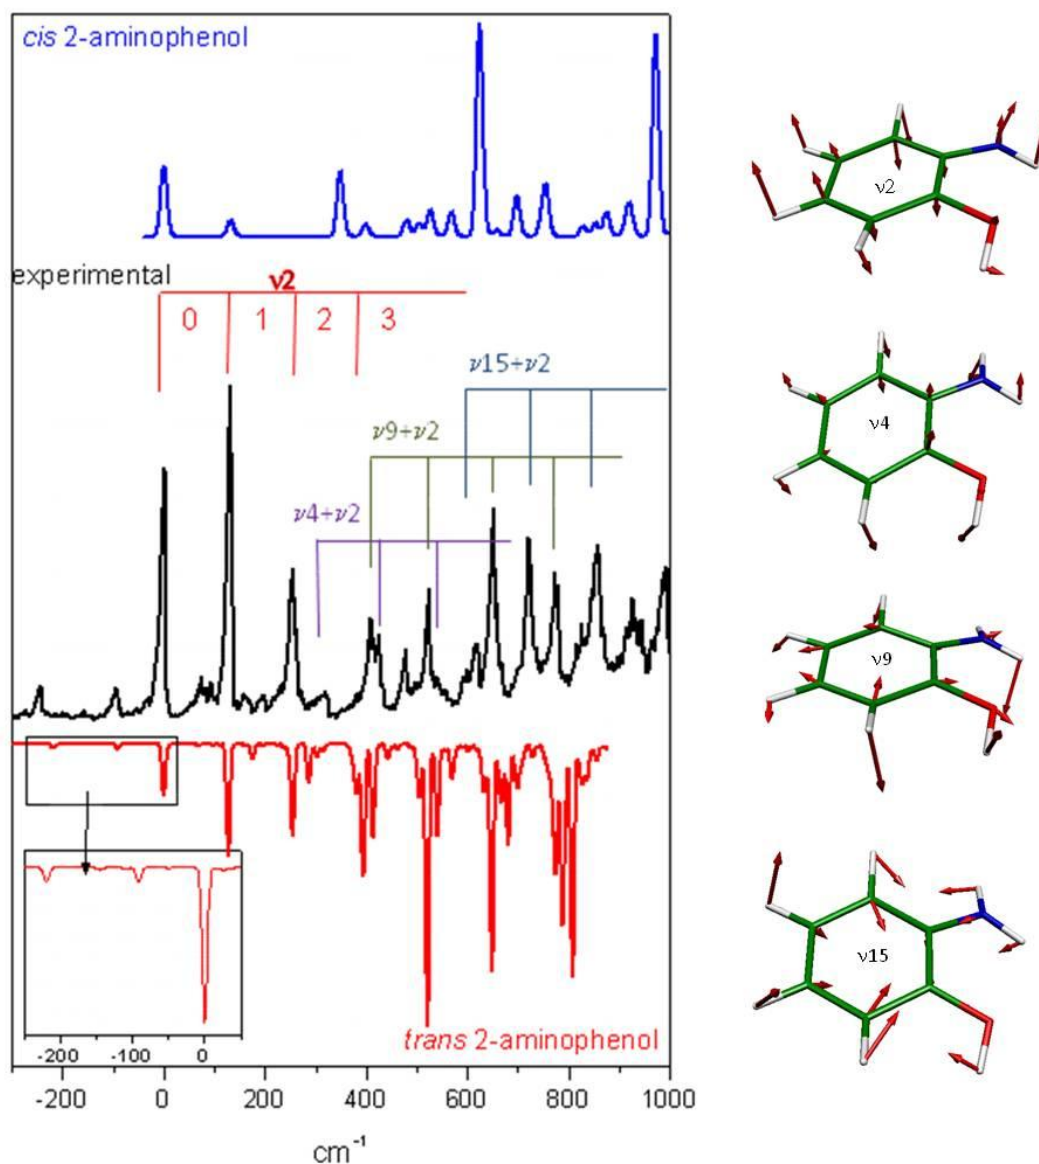 cis 2-aminophenol
experimental
ν2
0 1 2 3
ν15+ν2
ν9+ν2
ν4+ν2
trans 2-aminophenol
-200 -100 0
-200 0 200 400 600 800 1000
cm⁻¹
ν2
ν4
ν9
ν15